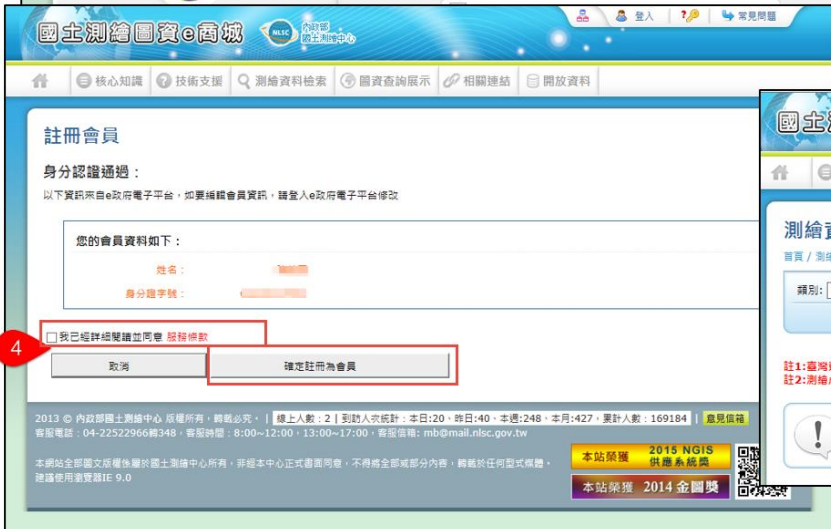 國土測繪圖資e商城
NLSC 內政部
國土測繪中心
登入 | ? 常見問題
核心知識 技術支援 測繪資料檢索 圖資查詢展示 相關連結 開放資料
註冊會員
身分認證通過：
以下資訊來自e政府電子平台，如要編輯會員資訊，請登入e政府電子平台修改
您的會員資料如下：
姓名：
身分證字號：
4
我已經詳細閱讀並同意 服務條款
取消 確定註冊為會員
2013 © 內政部國土測繪中心 版權所有，轉載必究。 | 線上人數：2 | 到訪人次統計：本日:20、昨日:40、本週:248、本月:427，累計人數：169184 | 意見信箱
客服電話：04-22522966轉348，客服時間：8:00~12:00，13:00~17:00，客服信箱: mb@mail.nlsc.gov.tw
本網站全部圖文版權係屬於國土測繪中心所有，非經本中心正式書面同意，不得將全部或部分內容，轉載於任何型式媒體。
建議使用瀏覽器IE 9.0
本站榮獲 2015 NGIS
供應系統獎
本站榮獲 2014 金圖獎
國土
測繪
首頁 / 測繪
類別:
註1:臺灣
註2:測繪
!